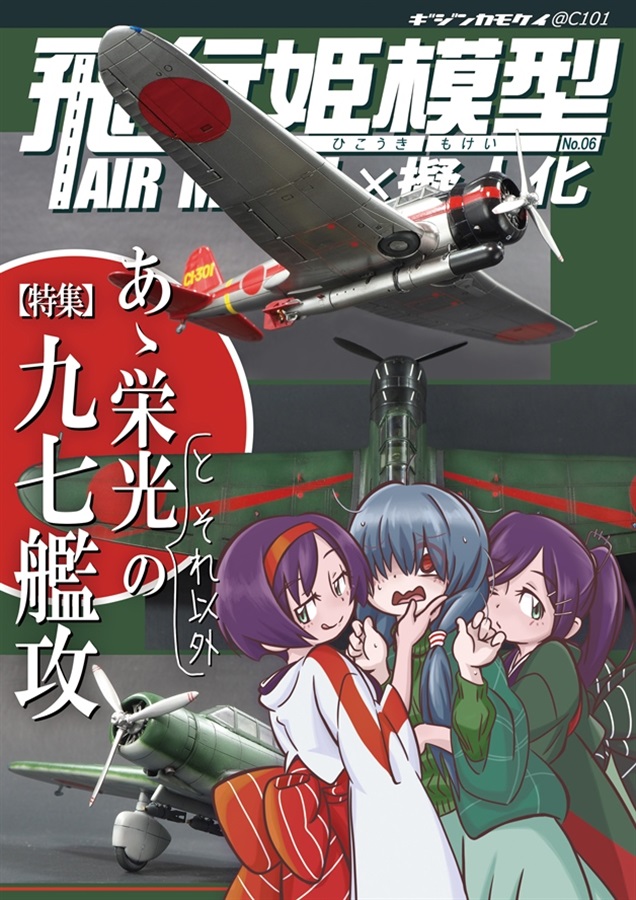 ギジンカモケイ@C101
飛行姫模型
ひこうき もけい
No.06
AIR
×擬人化
CI-301
【特集】
あゝ栄光の
九七艦攻
(とそれ以外)